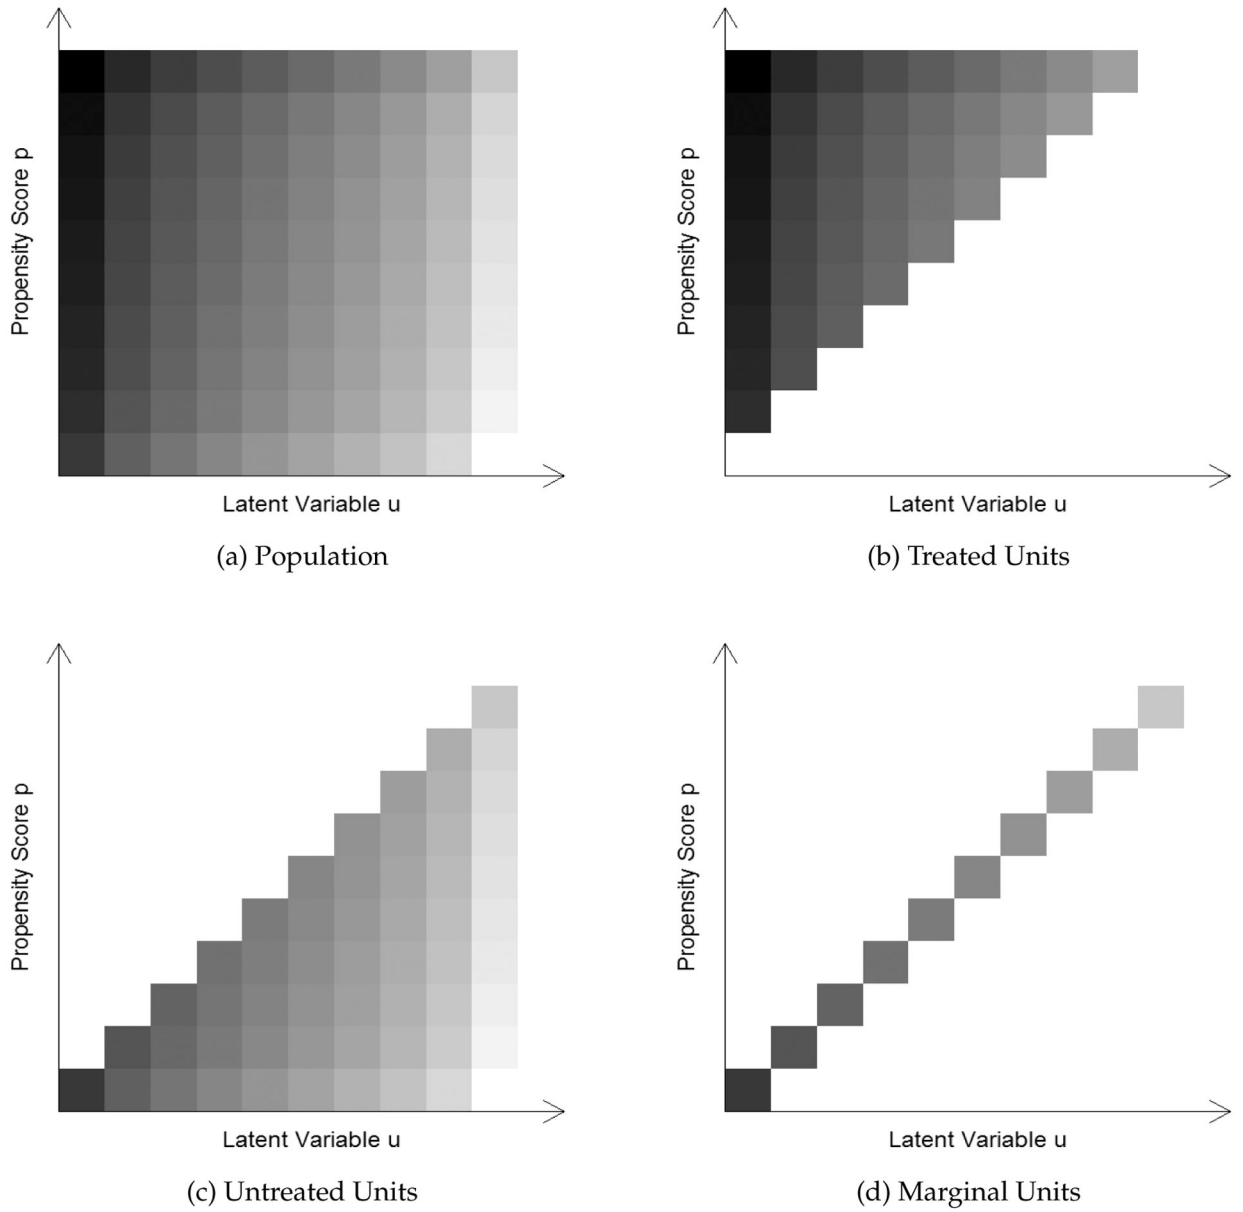 Propensity Score p
Latent Variable u
(a) Population
Propensity Score p
Latent Variable u
(b) Treated Units
Propensity Score p
Latent Variable u
(c) Untreated Units
Propensity Score p
Latent Variable u
(d) Marginal Units